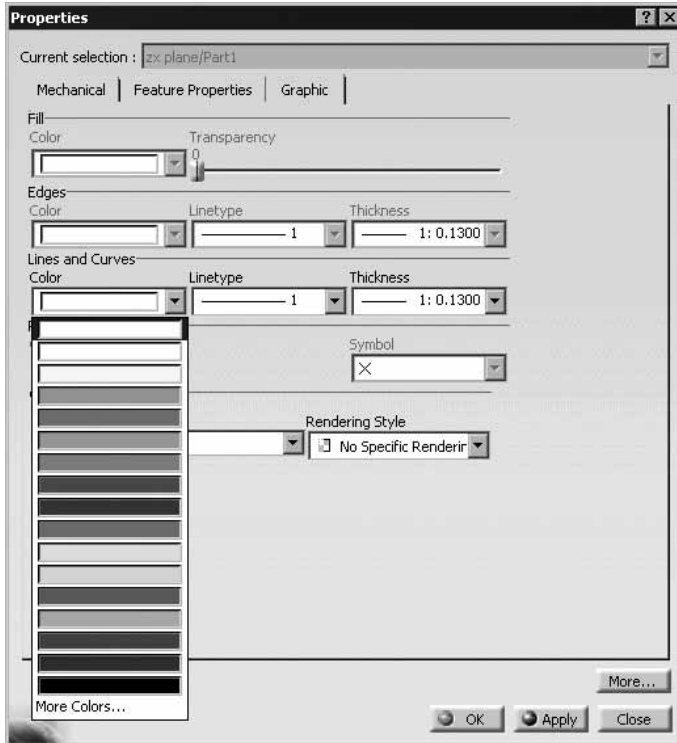 Properties
Current selection : zx plane/Part1
Mechanical Feature Properties Graphic
Fill
Color Transparency
0
Edges
Color Linetype Thickness
1 1: 0.1300
Lines and Curves
Color Linetype Thickness
1 1: 0.1300
Symbol
Rendering Style
No Specific Renderir
More Colors...
More...
OK Apply Close